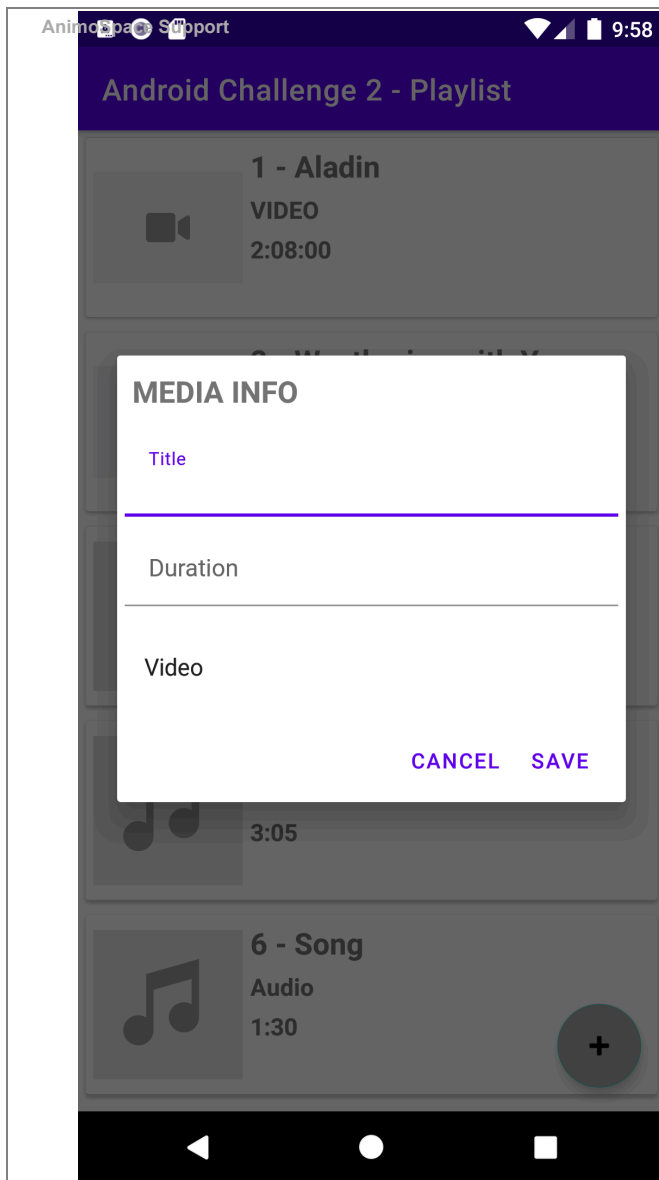 AnimoSpace Support
9:58
Android Challenge 2 - Playlist
1 - Aladin
VIDEO
2:08:00
MEDIA INFO
Title
Duration
Video
CANCEL SAVE
3:05
6 - Song
Audio
1:30
+